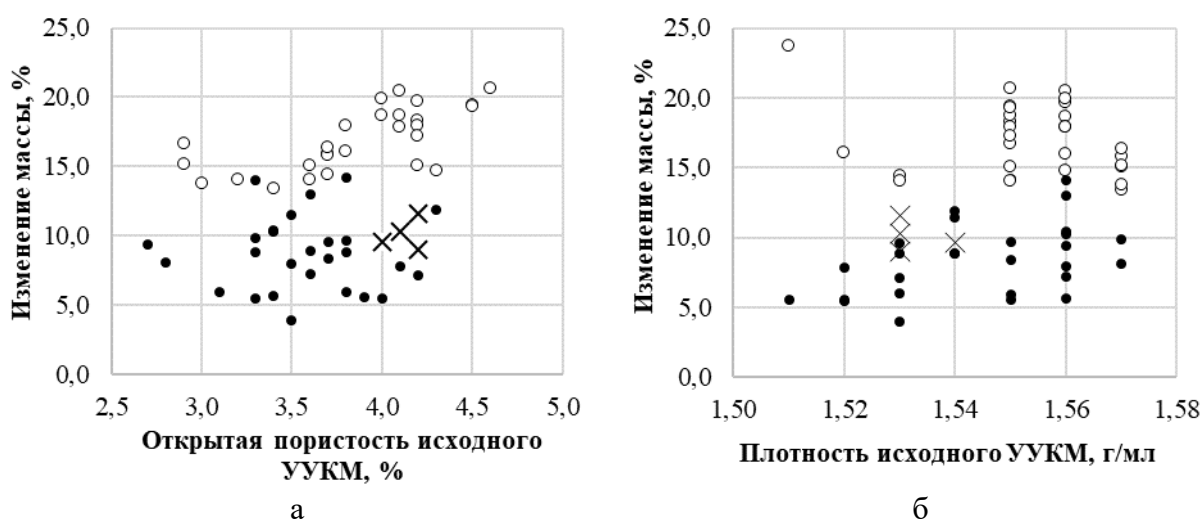 Изменение массы, %
25,0
20,0
15,0
10,0
5,0
0,0
2,5 3,0 3,5 4,0 4,5 5,0
Открытая пористость исходного
УУКМ, %
а
Изменение массы, %
25,0
20,0
15,0
10,0
5,0
0,0
1,50 1,52 1,54 1,56 1,58
Плотность исходного УУКМ, г/мл
б